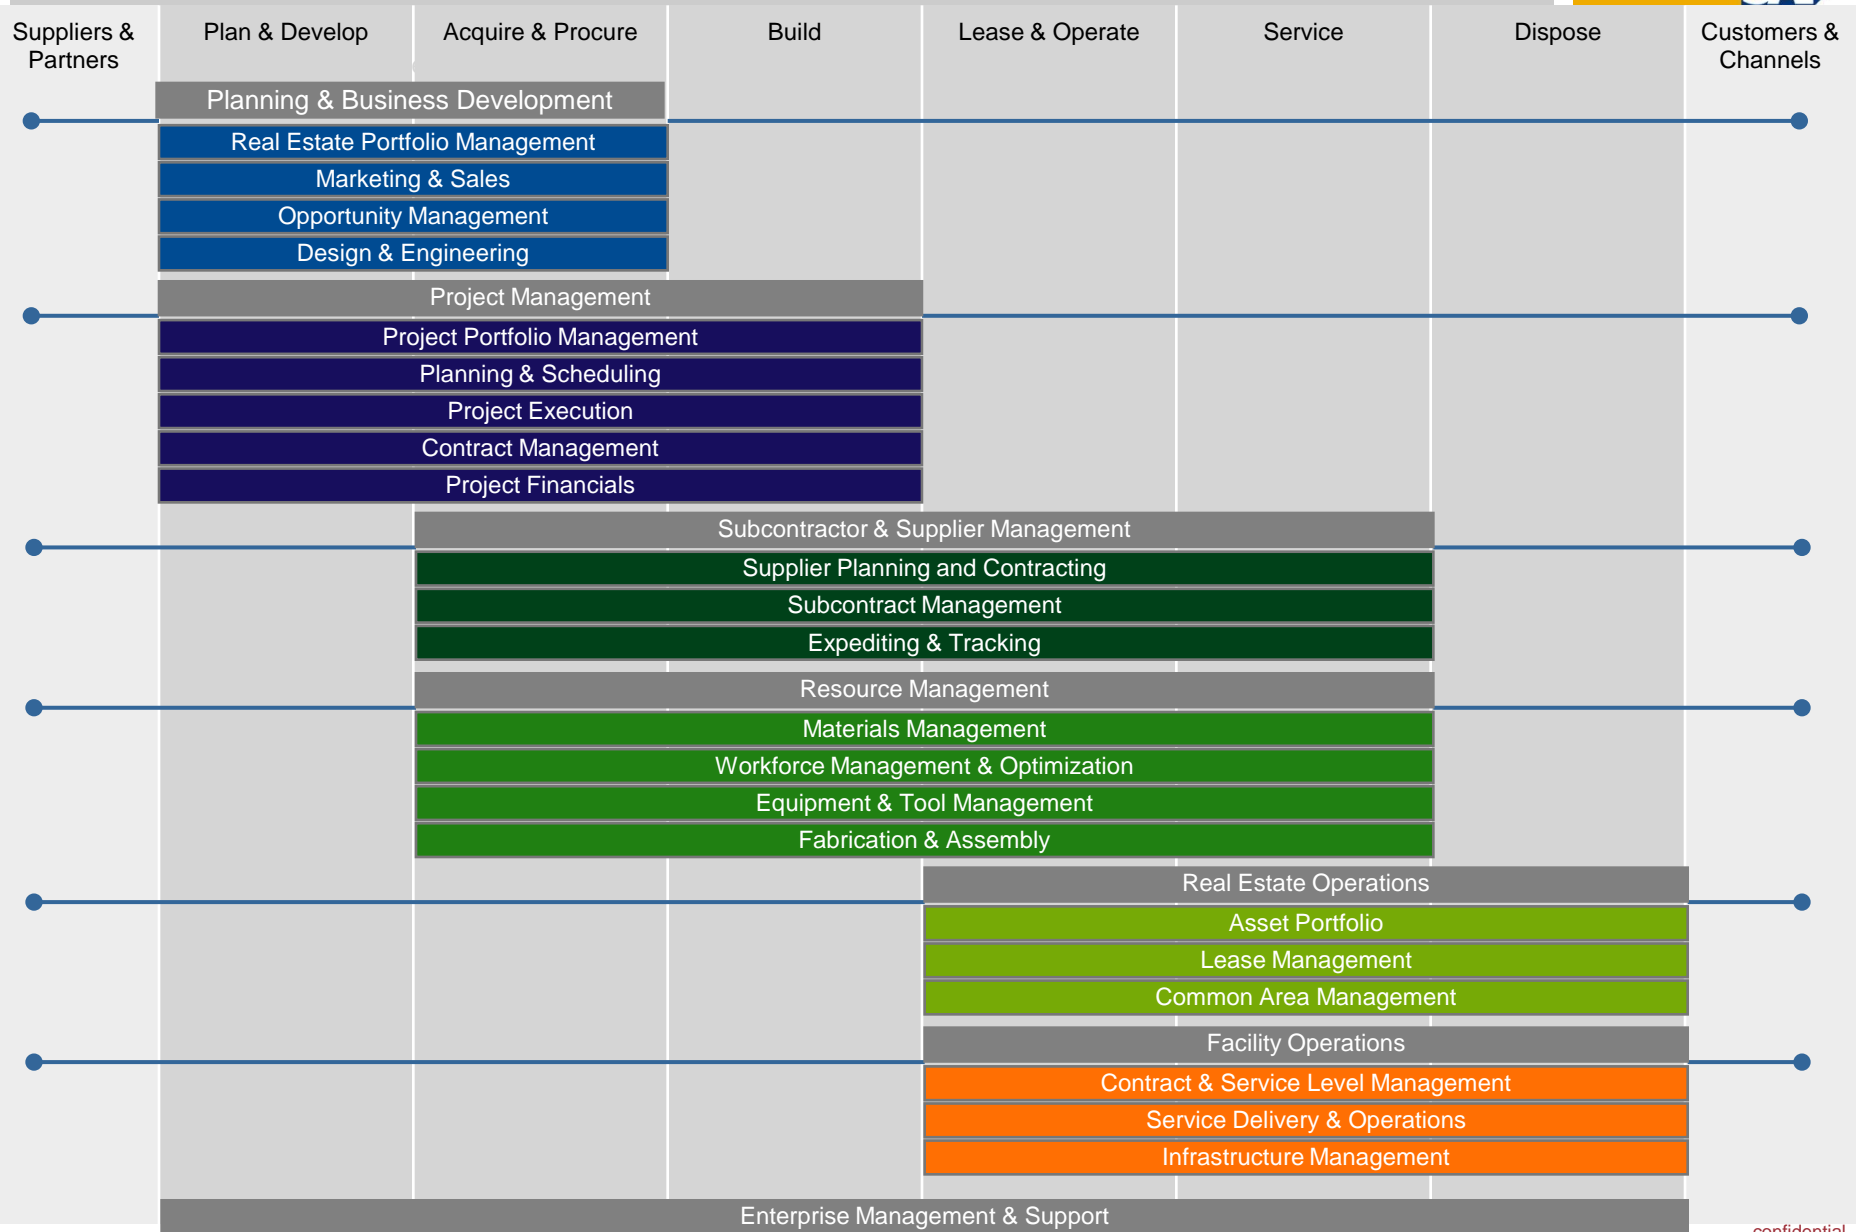 Suppliers &
Partners
Plan & Develop
Acquire & Procure
Build
Lease & Operate
Service
Dispose
Customers &
Channels
Planning & Business Development
Real Estate Portfolio Management
Marketing & Sales
Opportunity Management
Design & Engineering
Project Management
Project Portfolio Management
Planning & Scheduling
Project Execution
Contract Management
Project Financials
Subcontractor & Supplier Management
Supplier Planning and Contracting
Subcontract Management
Expediting & Tracking
Resource Management
Materials Management
Workforce Management & Optimization
Equipment & Tool Management
Fabrication & Assembly
Real Estate Operations
Asset Portfolio
Lease Management
Common Area Management
Facility Operations
Contract & Service Level Management
Service Delivery & Operations
Infrastructure Management
Enterprise Management & Support
confidential